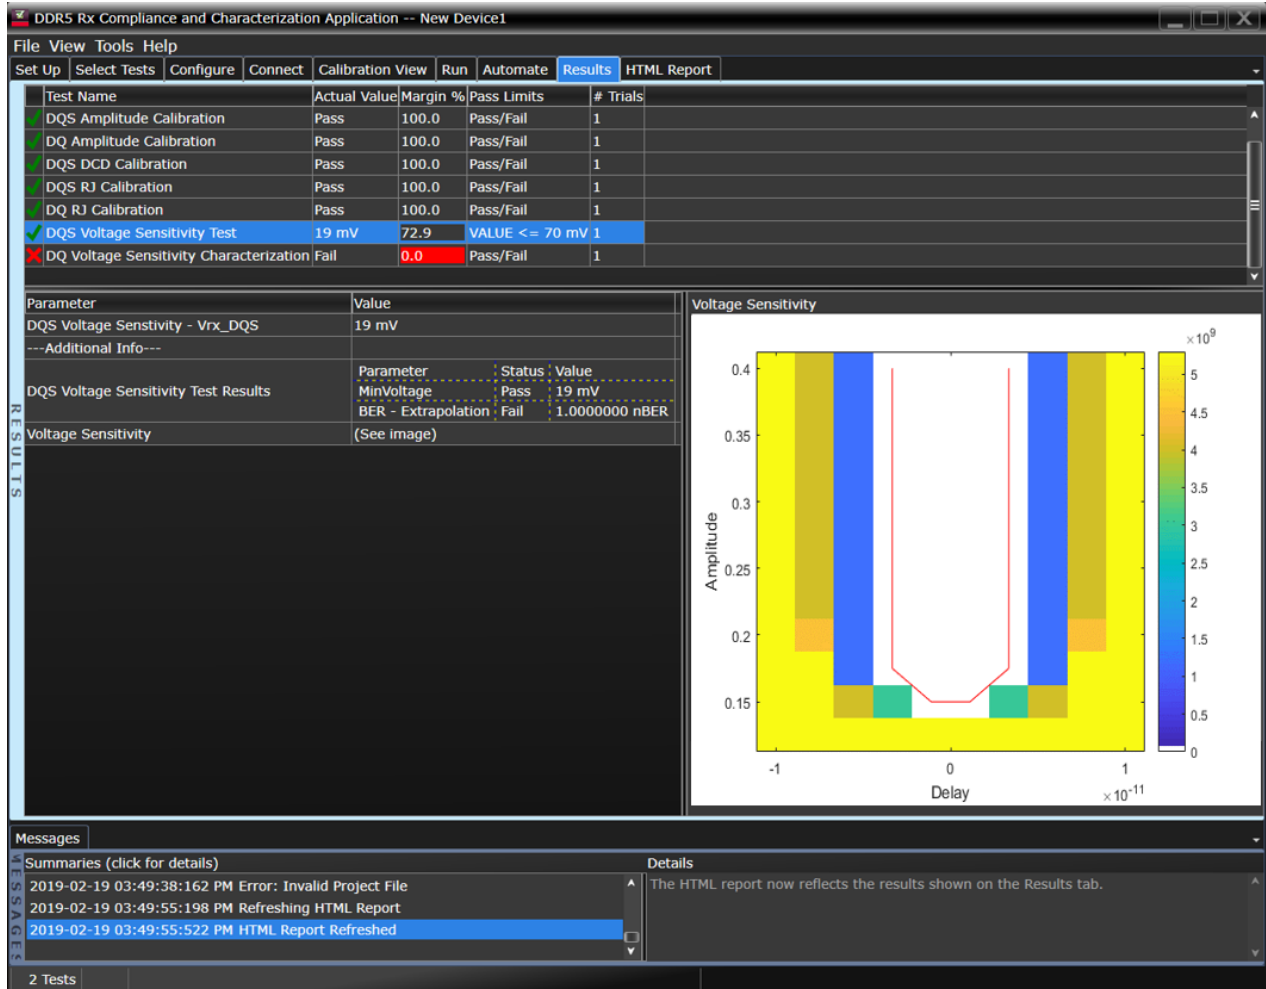 DDR5 Rx Compliance and Characterization Application -- New Device1
File View Tools Help
Set Up Select Tests Configure Connect Calibration View Run Automate Results HTML Report
Test Name Actual Value Margin % Pass Limits # Trials
DQS Amplitude Calibration Pass 100.0 Pass/Fail 1
DQ Amplitude Calibration Pass 100.0 Pass/Fail 1
DQS DCD Calibration Pass 100.0 Pass/Fail 1
DQS RJ Calibration Pass 100.0 Pass/Fail 1
DQ RJ Calibration Pass 100.0 Pass/Fail 1
DQS Voltage Sensitivity Test 19 mV 72.9 VALUE <= 70 mV 1
DQ Voltage Sensitivity Characterization Fail 0.0 Pass/Fail 1
RESULTS
Parameter Value
DQS Voltage Senstivity - Vrx_DQS 19 mV
---Additional Info---
DQS Voltage Sensitivity Test Results
Parameter Status Value
MinVoltage Pass 19 mV
BER - Extrapolation Fail 1.0000000 nBER
Voltage Sensitivity (See image)
Voltage Sensitivity
×10⁹
0.4
0.35
0.3
0.25
0.2
0.15
Amplitude
5
4.5
4
3.5
3
2.5
2
1.5
1
0.5
0
-1 0 1
Delay
×10⁻¹¹
Messages
MESSAGES
Summaries (click for details)
2019-02-19 03:49:38:162 PM Error: Invalid Project File
2019-02-19 03:49:55:198 PM Refreshing HTML Report
2019-02-19 03:49:55:522 PM HTML Report Refreshed
Details
The HTML report now reflects the results shown on the Results tab.
2 Tests